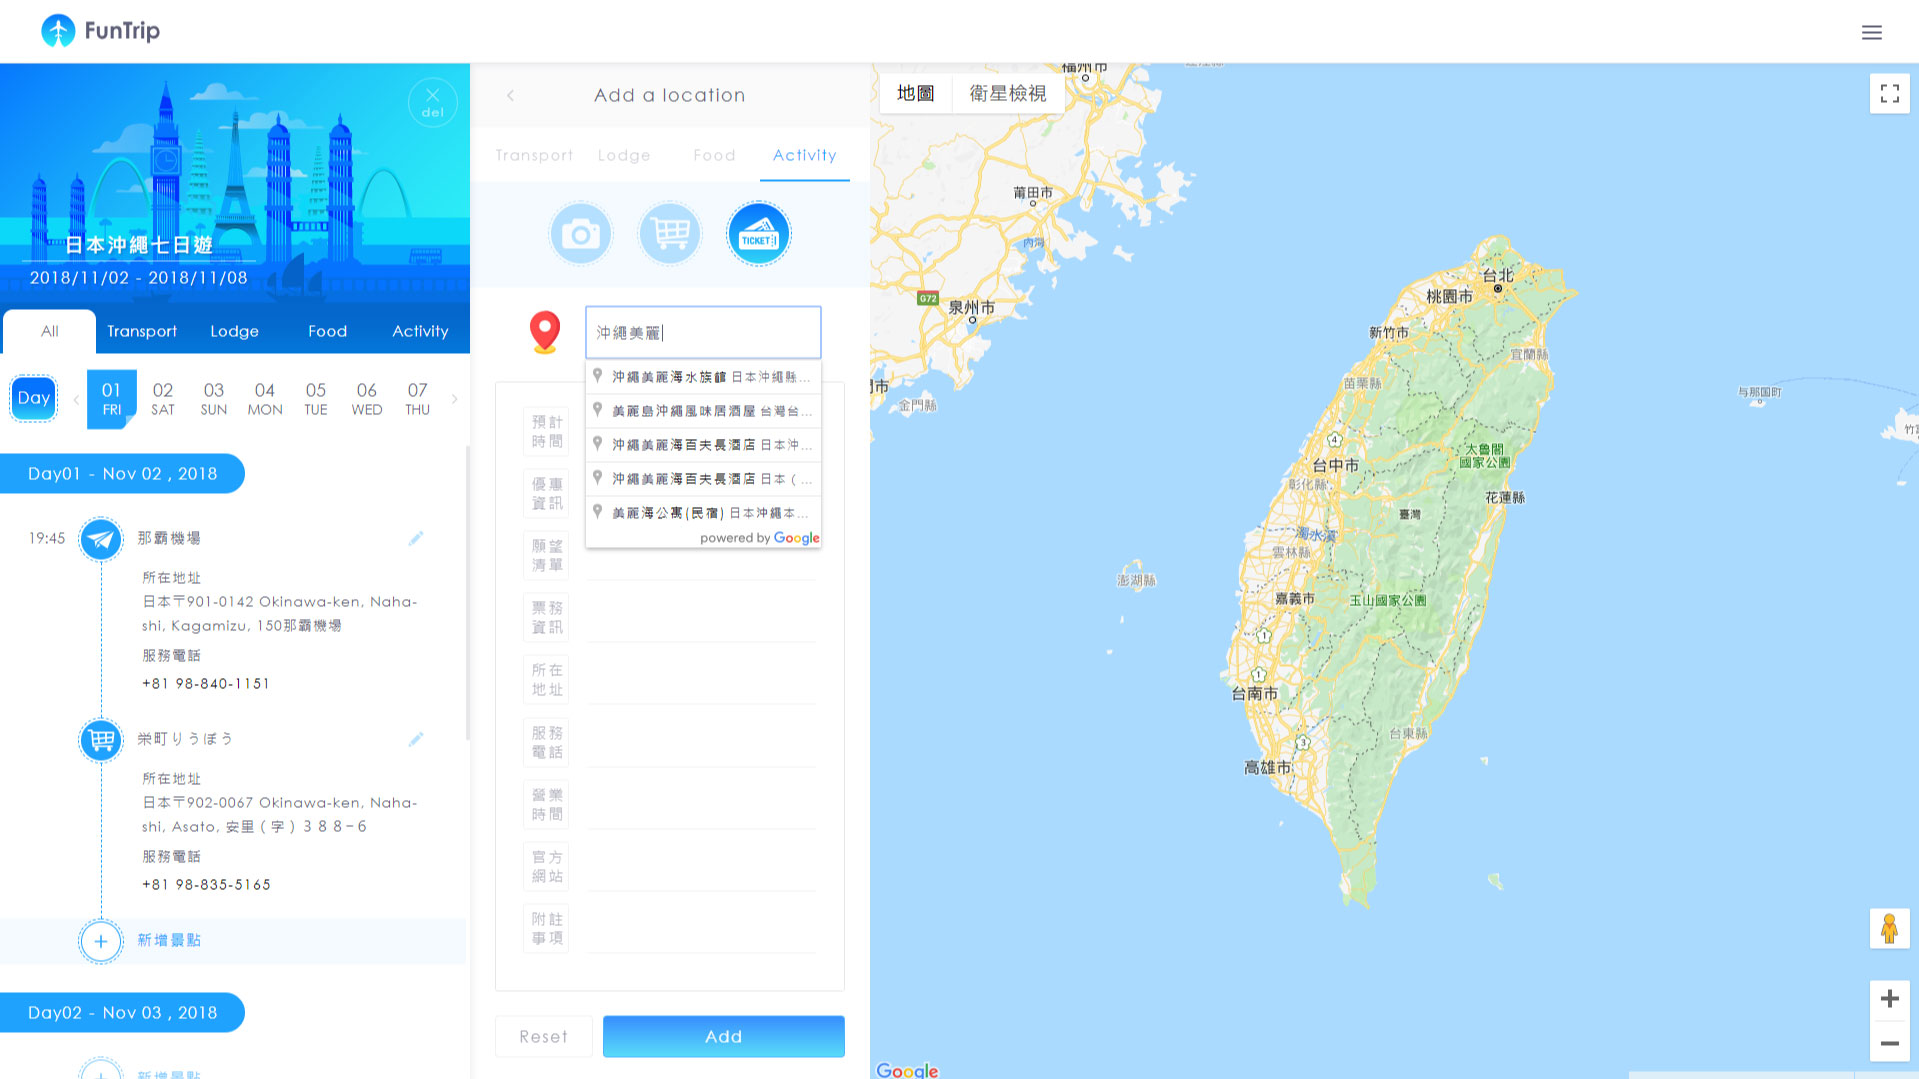 FunTrip
del
日本沖繩七日遊
2018/11/02 - 2018/11/08
All
Transport
Lodge
Food
Activity
Day
01
FRI
02
SAT
03
SUN
04
MON
05
TUE
06
WED
07
THU
Day01 - Nov 02 , 2018
19:45
那霸機場
所在地址
日本〒901-0142 Okinawa-ken, Naha-
shi, Kagamizu, 150那霸機場
服務電話
+81 98-840-1151
栄町りうぼう
所在地址
日本〒902-0067 Okinawa-ken, Naha-
shi, Asato, 安里（字）３８８−６
服務電話
+81 98-835-5165
新增景點
Day02 - Nov 03 , 2018
新增景點
Add a location
Transport
Lodge
Food
Activity
TICKET
沖繩美麗
沖繩美麗海水族館 日本沖繩縣...
美麗島沖繩風味居酒屋 台灣台...
沖繩美麗海百夫長酒店 日本沖...
沖繩美麗海百夫長酒店 日本（...
美麗海公寓(民宿) 日本沖繩本...
powered by Google
預計
時間
優惠
資訊
願望
清單
票務
資訊
所在
地址
服務
電話
營業
時間
官方
網站
附註
事項
Reset
Add
地圖
衛星檢視
福州市
莆田市
內河
G72
泉州市
金門縣
台北
桃園市
新竹市
宜蘭縣
苗栗縣
4
台中市
太魯閣
國家公園
彰化縣
花蓮縣
臺灣
濁水溪
雲林縣
澎湖縣
嘉義市
玉山國家公園
1
1
台南市
3
台東縣
高雄市
与那国町
Google